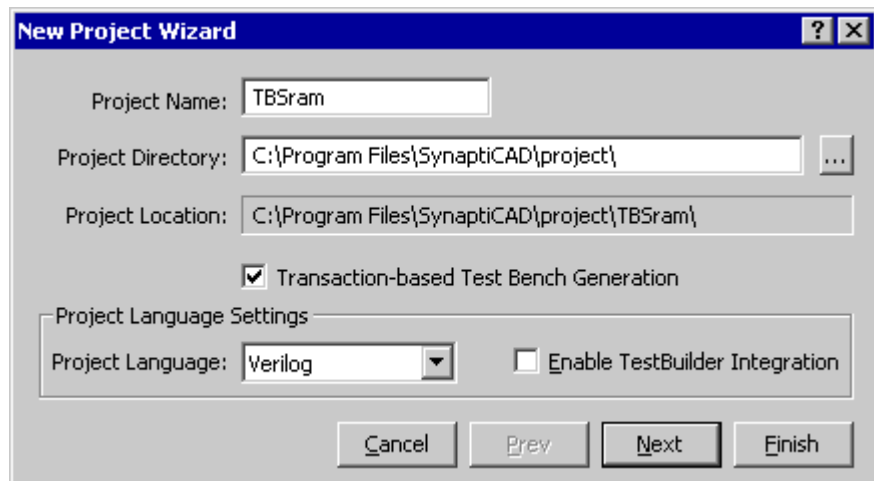 New Project Wizard
Project Name: TBSram
Project Directory: C:\Program Files\SynaptiCAD\project\ ...
Project Location: C:\Program Files\SynaptiCAD\project\TBSram\
Transaction-based Test Bench Generation
Project Language Settings
Project Language: Verilog Enable TestBuilder Integration
Cancel Prev Next Finish